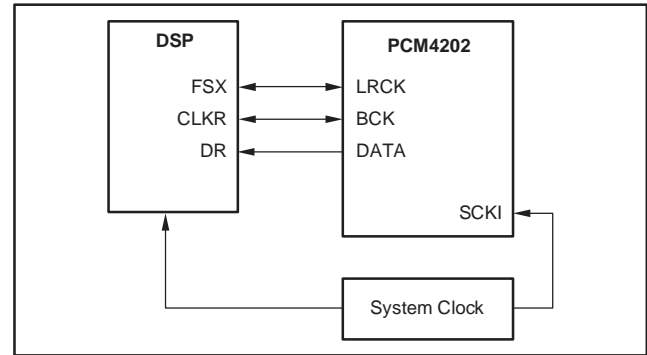 DSP
PCM4202
FSX
LRCK
CLKR
BCK
DR
DATA
SCKI
System Clock